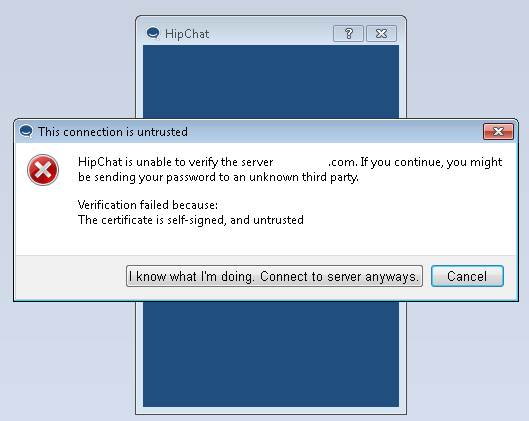 HipChat
This connection is untrusted
HipChat is unable to verify the server .com. If you continue, you might
be sending your password to an unknown third party.
Verification failed because:
The certificate is self-signed, and untrusted
I know what I'm doing. Connect to server anyways.
Cancel